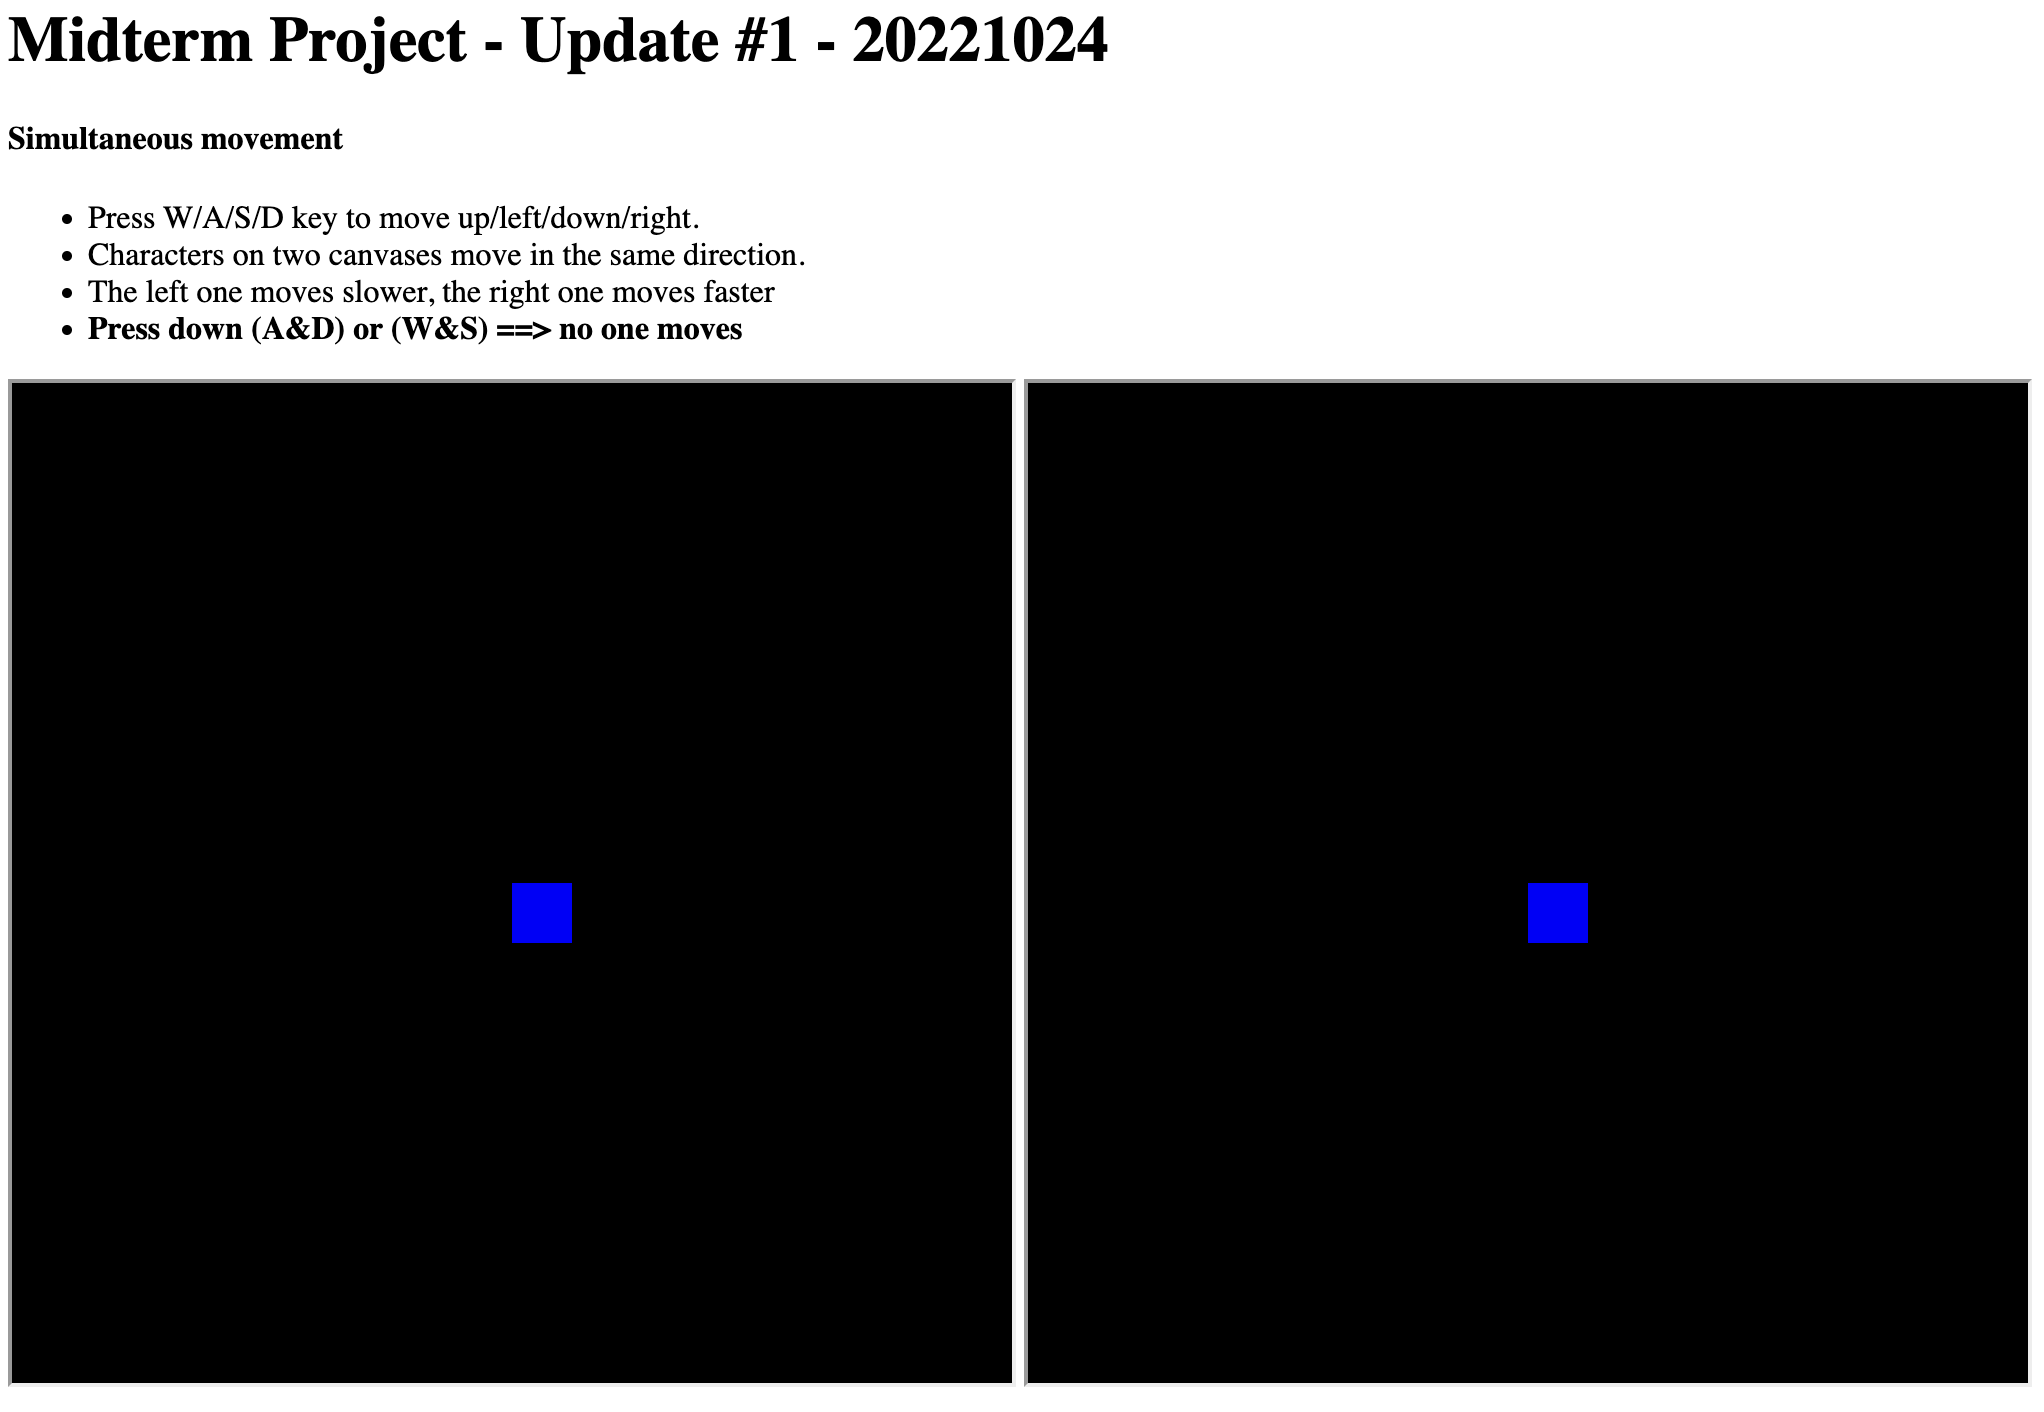 Midterm Project - Update #1 - 20221024
Simultaneous movement
• Press W/A/S/D key to move up/left/down/right.
• Characters on two canvases move in the same direction.
• The left one moves slower, the right one moves faster
• Press down (A&D) or (W&S) ==> no one moves